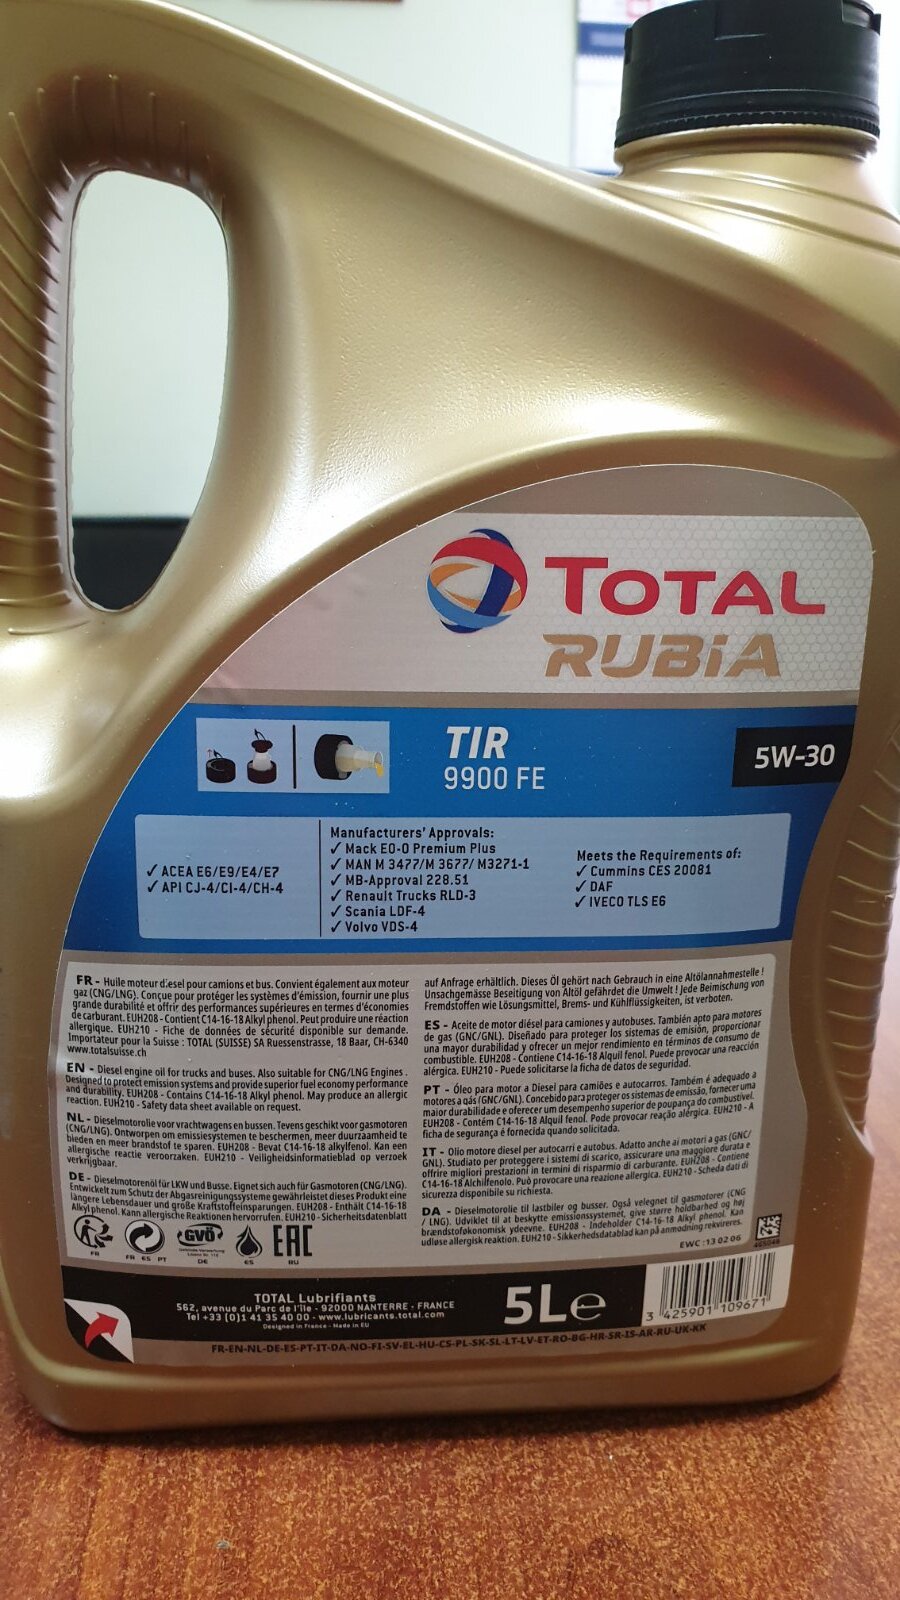 TOTAL
RUBiA
TIR
9900 FE
5W-30
✓ ACEA E6/E9/E4/E7
✓ API CJ-4/CI-4/CH-4
Manufacturers' Approvals:
✓ Mack EO-O Premium Plus
✓ MAN M 3477/M 3677/ M3271-1
✓ MB-Approval 228.51
✓ Renault Trucks RLD-3
✓ Scania LDF-4
✓ Volvo VDS-4
Meets the Requirements of:
✓ Cummins CES 20081
✓ DAF
✓ IVECO TLS E6
FR - Huile moteur diesel pour camions et bus. Convient également aux moteur
gaz (CNG/LNG). Conçue pour protéger les systèmes d'émission, fournir une plus
grande durabilité et offrir des performances supérieures en termes d'économies
de carburant. EUH208 - Contient C14-16-18 Alkyl phenol. Peut produire une réaction
allergique. EUH210 - Fiche de données de sécurité disponible sur demande.
Importateur pour la Suisse : TOTAL (SUISSE) SA Ruessenstrasse, 18 Baar, CH-6340
www.totalsuisse.ch
EN - Diesel engine oil for trucks and buses. Also suitable for CNG/LNG Engines .
Designed to protect emission systems and provide superior fuel economy performance
and durability. EUH208 - Contains C14-16-18 Alkyl phenol. May produce an allergic
reaction. EUH210 - Safety data sheet available on request.
NL - Dieselmotorolie voor vrachtwagens en bussen. Tevens geschikt voor gasmotoren
(CNG/LNG). Ontworpen om emissiesystemen te beschermen, meer duurzaamheid te
bieden en meer brandstof te sparen. EUH208 - Bevat C14-16-18 alkylfenol. Kan een
allergische reactie veroorzaken. EUH210 - Veiligheidsinformatieblad op verzoek
verkrijgbaar.
DE - Dieselmotorenöl für LKW und Busse. Eignet sich auch für Gasmotoren (CNG/LNG).
Entwickelt zum Schutz der Abgasreinigungssysteme gewährleistet dieses Produkt eine
längere Lebensdauer und große Kraftstoffeinsparungen. EUH208 - Enthält C14-16-18
Alkyl phenol. Kann allergische Reaktionen hervorrufen. EUH210 - Sicherheitsdatenblatt
auf Anfrage erhältlich. Dieses Öl gehört nach Gebrauch in eine Altölannahmestelle !
Unsachgemässe Beseitigung von Altöl gefährdet die Umwelt ! Jede Beimischung von
Fremdstoffen wie Lösungsmittel, Brems- und Kühlflüssigkeiten, ist verboten.
ES - Aceite de motor diésel para camiones y autobuses. También apto para motores
de gas (GNC/GNL). Diseñado para proteger los sistemas de emisión, proporcionar
una mayor durabilidad y ofrecer un mejor rendimiento en términos de consumo de
combustible. EUH208 - Contiene C14-16-18 Alquil fenol. Puede provocar una reacción
alérgica. EUH210 - Puede solicitarse la ficha de datos de seguridad.
PT - Óleo para motor a Diesel para camiões e autocarros. Também é adequado a
motores a gás (GNC/GNL). Concebido para proteger os sistemas de emissão, fornecer uma
maior durabilidade e oferecer um desempenho superior de poupança do combustível.
EUH208 - Contém C14-16-18 Alquil fenol. Pode provocar reação alérgica. EUH210 - A
ficha de segurança é fornecida quando solicitada.
IT - Olio motore diesel per autocarri e autobus. Adatto anche ai motori a gas (GNC/
GNL). Studiato per proteggere i sistemi di scarico, assicurare una maggiore durata e
offrire migliori prestazioni in termini di risparmio di carburante. EUH208 - Contiene
C14-16-18 Alchilfenolo. Può provocare una reazione allergica. EUH210 - Scheda dati di
sicurezza disponibile su richiesta.
DA - Dieselmotorolie til lastbiler og busser. Også velegnet til gasmotorer (CNG
/ LNG). Udviklet til at beskytte emissionssystemet, give større holdbarhed og høj
brændstoføkonomisk ydeevne. EUH208 - Indeholder C14-16-18 Alkyl phenol. Kan
udløse allergisk reaktion. EUH210 - Sikkerhedsdatablad kan på anmodning rekvireres.
EWC : 13 02 06
FR
FR ES PT
GVÖ
DE
ES
EAC
RU
TOTAL Lubrifiants
562, avenue du Parc de l'île - 92000 NANTERRE - FRANCE
Tel +33 (0)1 41 35 40 00 - www.lubricants.total.com
Designed in France - Made in EU
5Le
3 425901 109671
FR-EN-NL-DE-ES-PT-IT-DA-NO-FI-SV-EL-HU-CS-PL-SK-SL-LT-LV-ET-RO-BG-HR-SR-IS-AR-RU-UK-KK